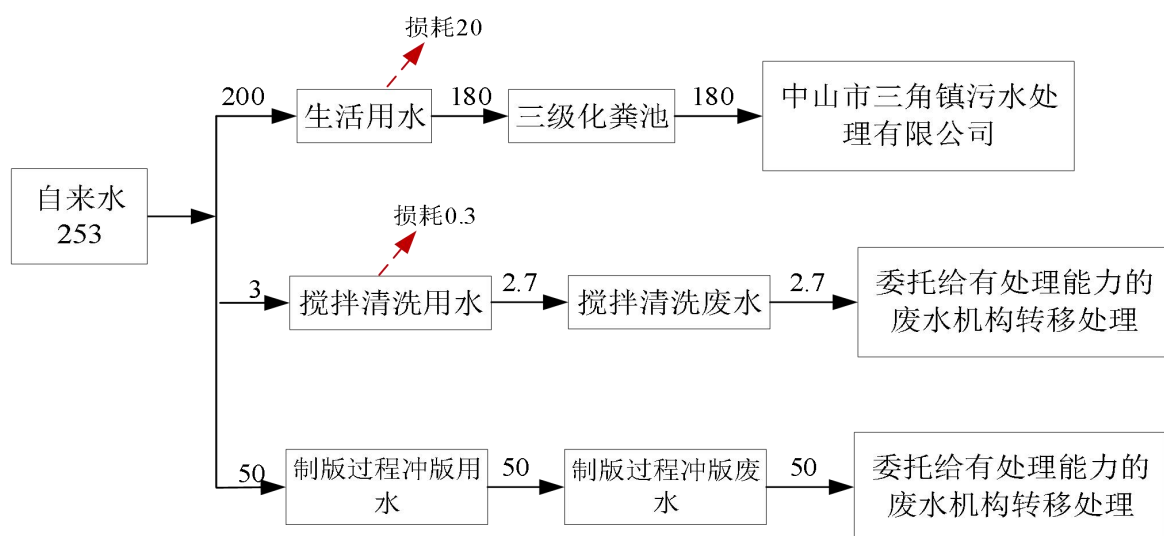 损耗20
200
生活用水
180
三级化粪池
180
中山市三角镇污水处
理有限公司
自来水
253
损耗0.3
3
搅拌清洗用水
2.7
搅拌清洗废水
2.7
委托给有处理能力的
废水机构转移处理
50
制版过程冲版用
水
50
制版过程冲版废
水
50
委托给有处理能力的
废水机构转移处理